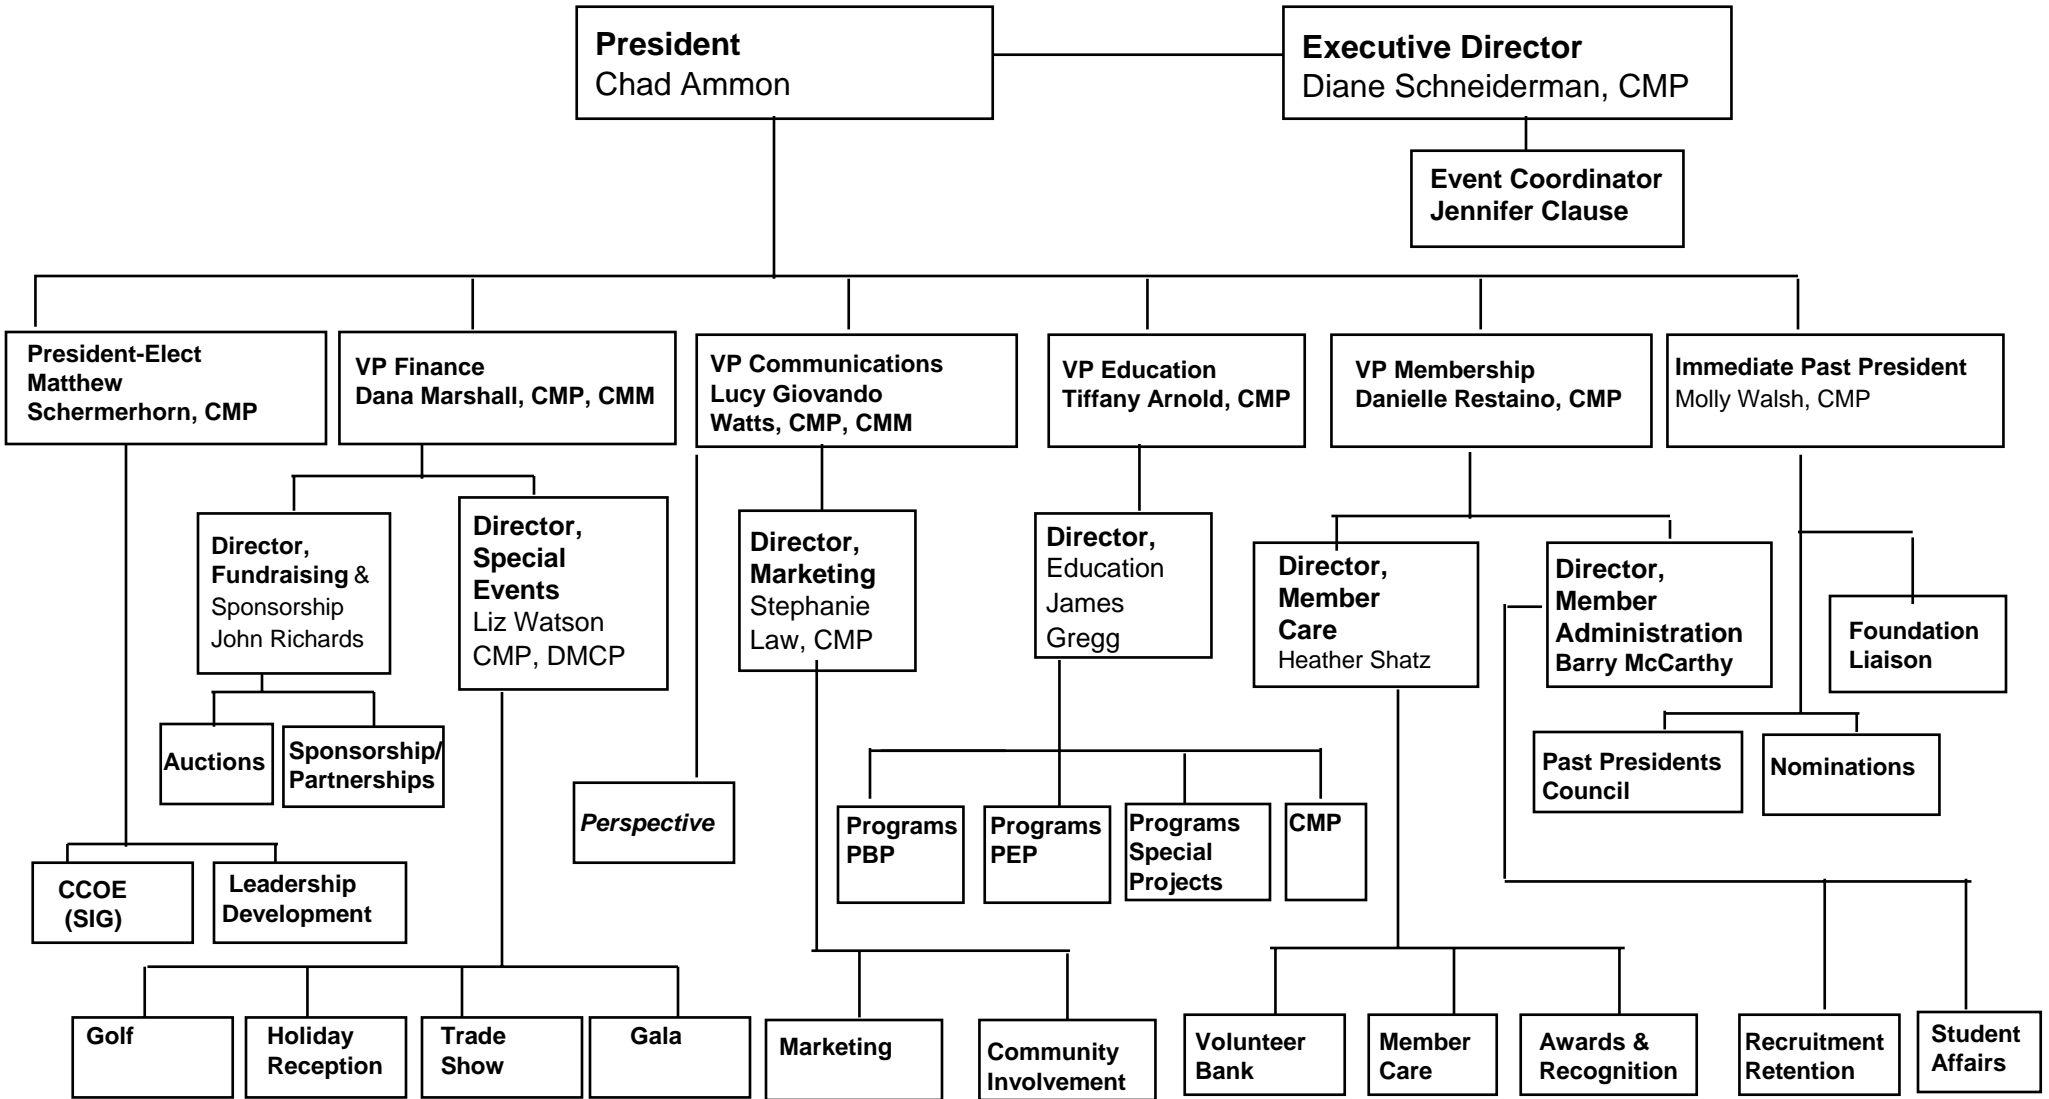 President
Chad Ammon
Executive Director
Diane Schneiderman, CMP
Event Coordinator
Jennifer Clause
President-Elect
Matthew
Schermerhorn, CMP
VP Finance
Dana Marshall, CMP, CMM
VP Communications
Lucy Giovando
Watts, CMP, CMM
VP Education
Tiffany Arnold, CMP
VP Membership
Danielle Restaino, CMP
Immediate Past President
Molly Walsh, CMP
Director,
Fundraising &
Sponsorship
John Richards
Director,
Special
Events
Liz Watson
CMP, DMCP
Director,
Marketing
Stephanie
Law, CMP
Director,
Education
James
Gregg
Director,
Member
Care
Heather Shatz
Director,
Member
Administration
Barry McCarthy
Foundation
Liaison
Auctions
Sponsorship/
Partnerships
Perspective
Programs
PBP
Programs
PEP
Programs
Special
Projects
CMP
Past Presidents
Council
Nominations
CCOE
(SIG)
Leadership
Development
Golf
Holiday
Reception
Trade
Show
Gala
Marketing
Community
Involvement
Volunteer
Bank
Member
Care
Awards &
Recognition
Recruitment
Retention
Student
Affairs